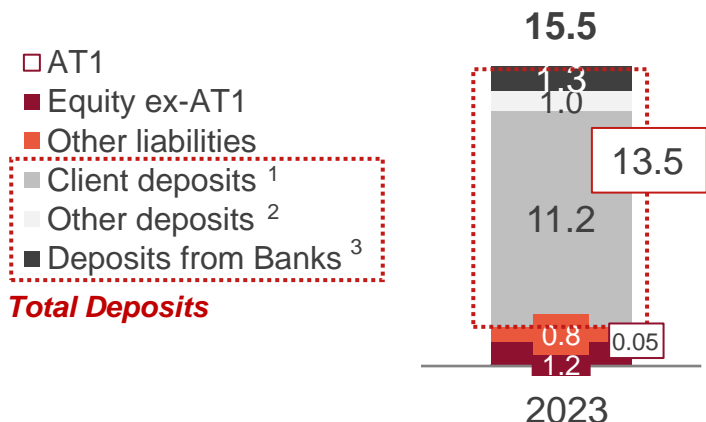 15.5
AT1
Equity ex-AT1
Other liabilities
Client deposits 1
Other deposits 2
Deposits from Banks 3
Total Deposits
1.3
1.0
13.5
11.2
0.8
0.05
1.2
2023